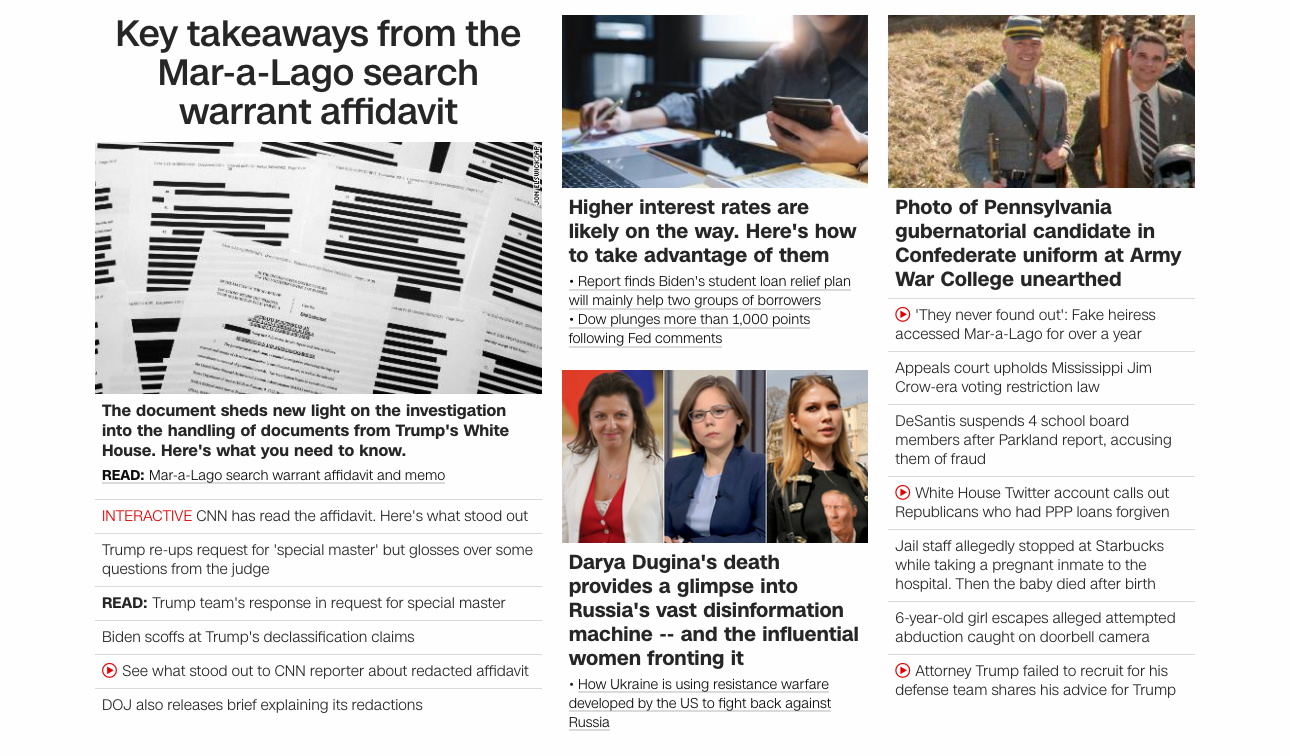 Key takeaways from the
Mar-a-Lago search
warrant affidavit
The document sheds new light on the investigation
into the handling of documents from Trump's White
House. Here's what you need to know.
READ: Mar-a-Lago search warrant affidavit and memo
INTERACTIVE CNN has read the affidavit. Here's what stood out
Trump re-ups request for 'special master' but glosses over some
questions from the judge
READ: Trump team's response in request for special master
Biden scoffs at Trump's declassification claims
See what stood out to CNN reporter about redacted affidavit
DOJ also releases brief explaining its redactions
Higher interest rates are
likely on the way. Here's how
to take advantage of them
• Report finds Biden's student loan relief plan
will mainly help two groups of borrowers
• Dow plunges more than 1,000 points
following Fed comments
Darya Dugina's death
provides a glimpse into
Russia's vast disinformation
machine -- and the influential
women fronting it
• How Ukraine is using resistance warfare
developed by the US to fight back against
Russia
Photo of Pennsylvania
gubernatorial candidate in
Confederate uniform at Army
War College unearthed
'They never found out': Fake heiress
accessed Mar-a-Lago for over a year
Appeals court upholds Mississippi Jim
Crow-era voting restriction law
DeSantis suspends 4 school board
members after Parkland report, accusing
them of fraud
White House Twitter account calls out
Republicans who had PPP loans forgiven
Jail staff allegedly stopped at Starbucks
while taking a pregnant inmate to the
hospital. Then the baby died after birth
6-year-old girl escapes alleged attempted
abduction caught on doorbell camera
Attorney Trump failed to recruit for his
defense team shares his advice for Trump